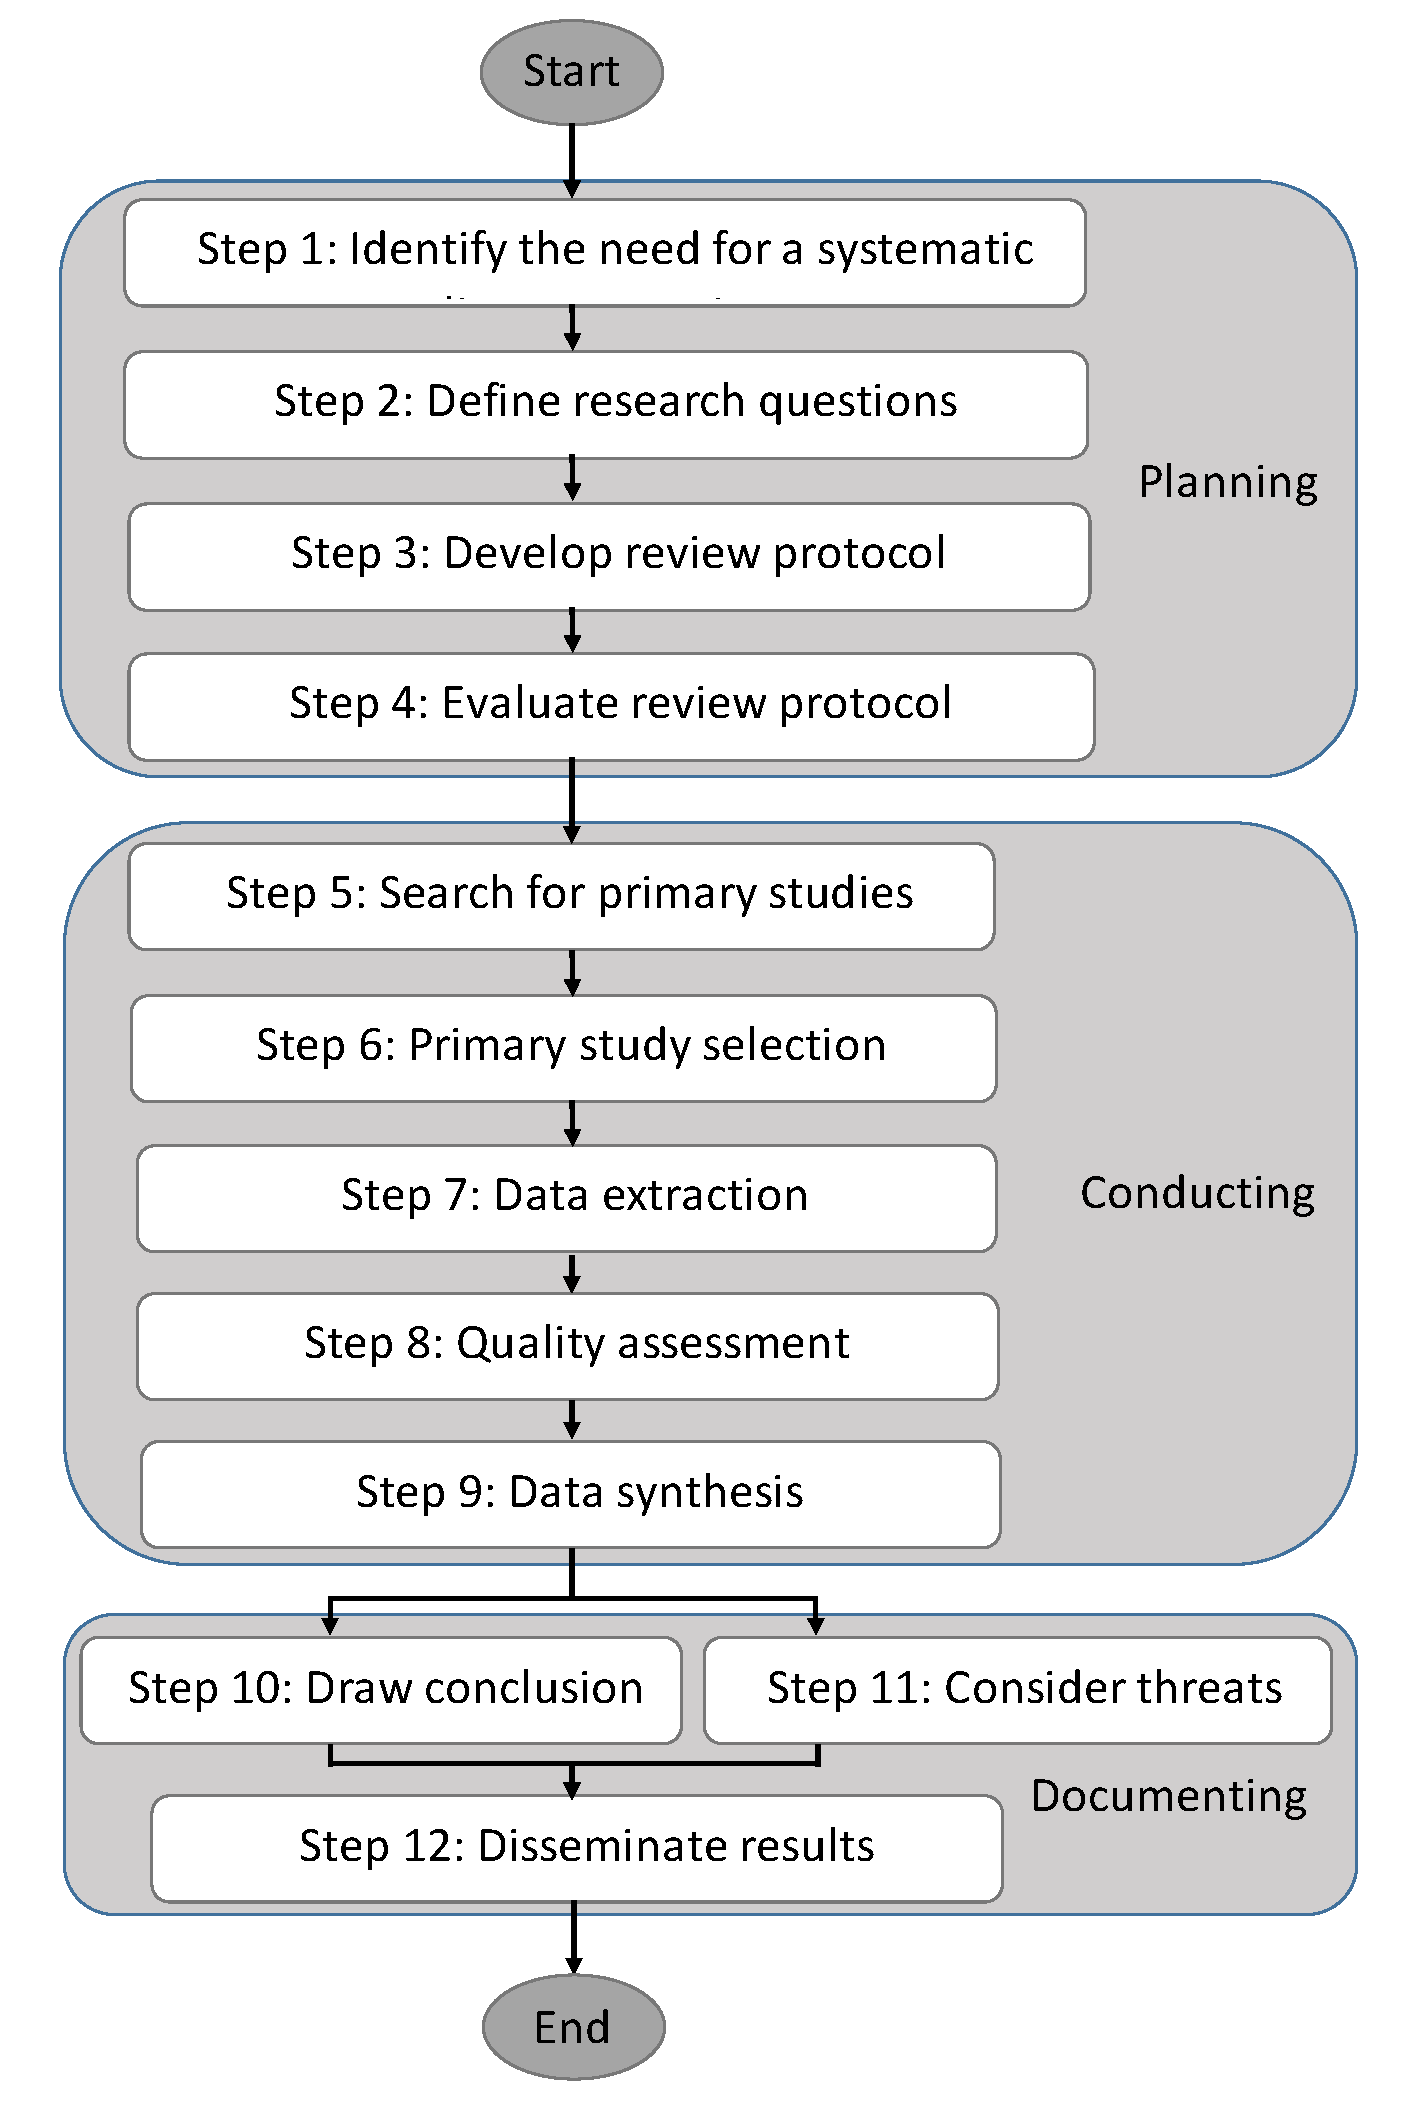 Start
Step 1: Identify the need for a systematic
Step 2: Define research questions
Step 3: Develop review protocol
Step 4: Evaluate review protocol
Planning
Step 5: Search for primary studies
Step 6: Primary study selection
Step 7: Data extraction
Step 8: Quality assessment
Step 9: Data synthesis
Conducting
Step 10: Draw conclusion
Step 11: Consider threats
Step 12: Disseminate results
Documenting
End